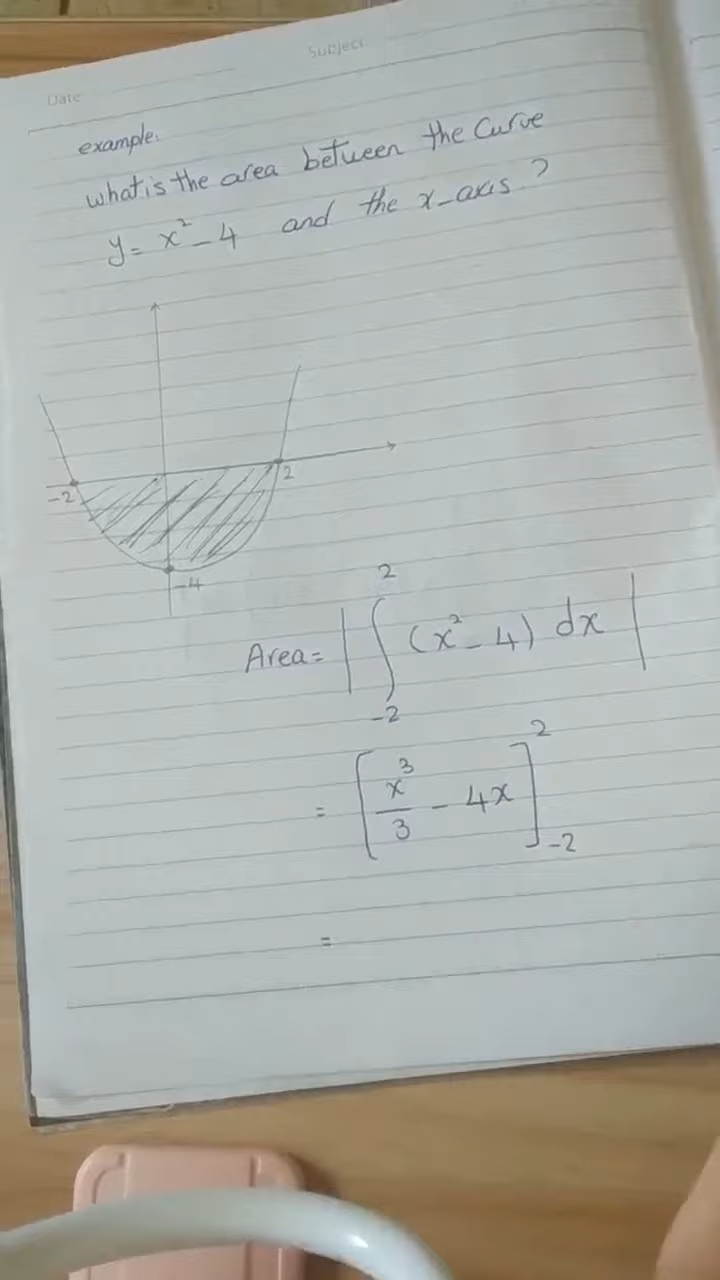 Date
Subject
example.
what is the area between the curve
y = x² - 4 and the x-axis ?
-2
2
-4
Area = | ∫_{-2}^{2} (x² - 4) dx |
= [ x³/3 - 4x ]_{-2}^{2}
=